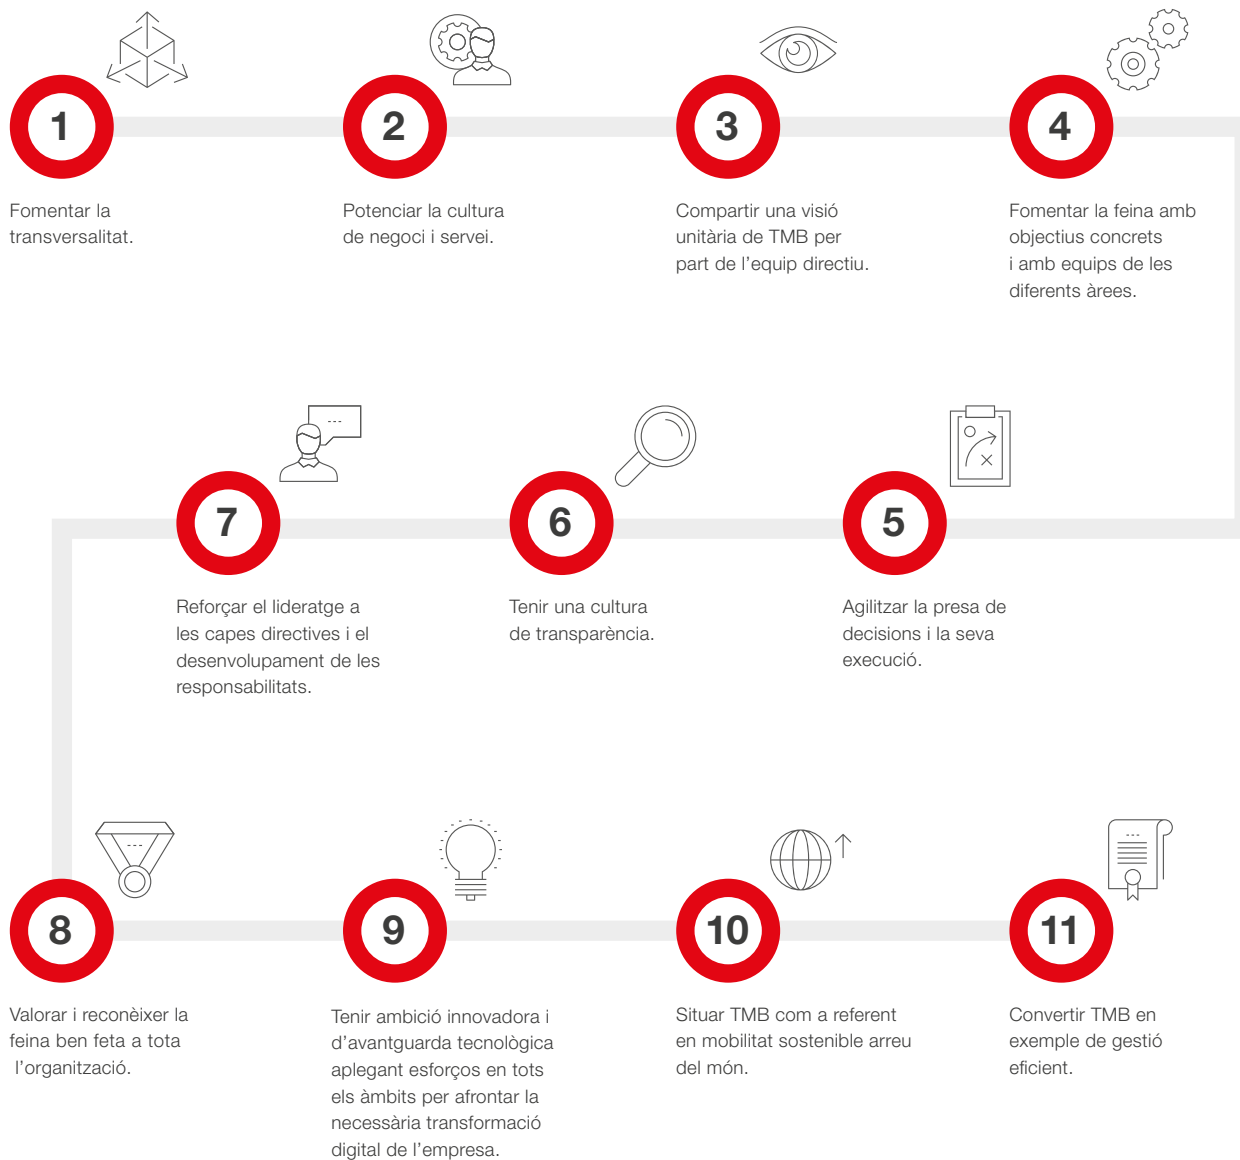 1
Fomentar la
transversalitat.
2
Potenciar la cultura
de negoci i servei.
3
Compartir una visió
unitària de TMB per
part de l’equip directiu.
4
Fomentar la feina amb
objectius concrets
i amb equips de les
diferents àrees.
5
Agilitzar la presa de
decisions i la seva
execució.
6
Tenir una cultura
de transparència.
7
Reforçar el lideratge a
les capes directives i el
desenvolupament de les
responsabilitats.
8
Valorar i reconèixer la
feina ben feta a tota
l’organització.
9
Tenir ambició innovadora i
d’avantguarda tecnològica
aplegant esforços en tots
els àmbits per afrontar la
necessària transformació
digital de l’empresa.
10
Situar TMB com a referent
en mobilitat sostenible arreu
del món.
11
Convertir TMB en
exemple de gestió
eficient.